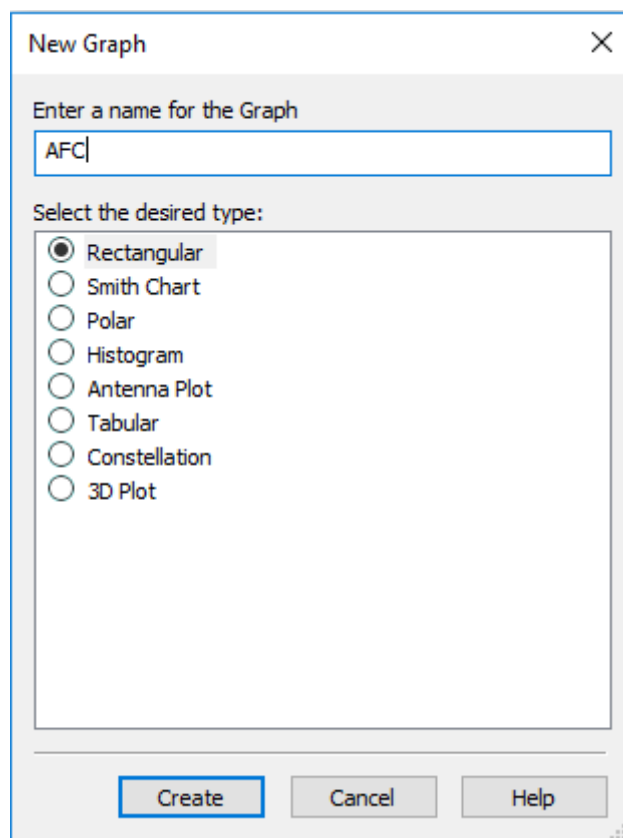 New Graph
Enter a name for the Graph
AFC
Select the desired type:
Rectangular
Smith Chart
Polar
Histogram
Antenna Plot
Tabular
Constellation
3D Plot
Create Cancel Help